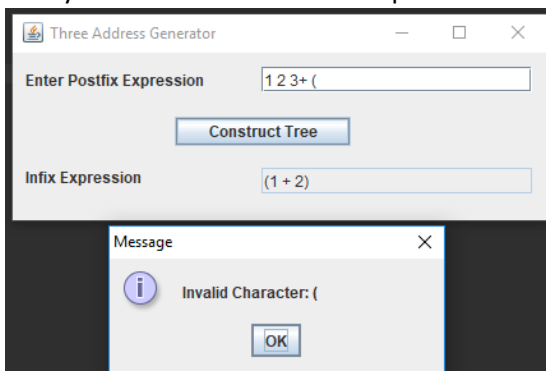 Three Address Generator
Enter Postfix Expression 1 2 3+ (
Construct Tree
Infix Expression (1 + 2)
Message
Invalid Character: (
OK